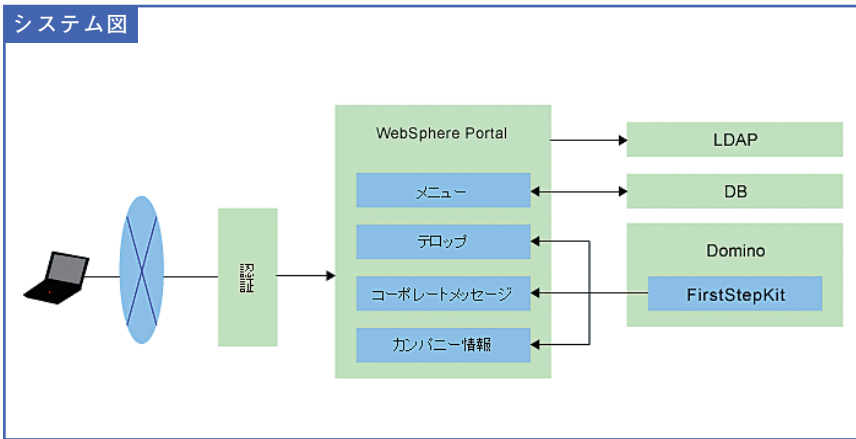 システム図
WebSphere Portal
メニュー
テロップ
コーポレートメッセージ
カンパニー情報
認証
LDAP
DB
Domino
FirstStepKit